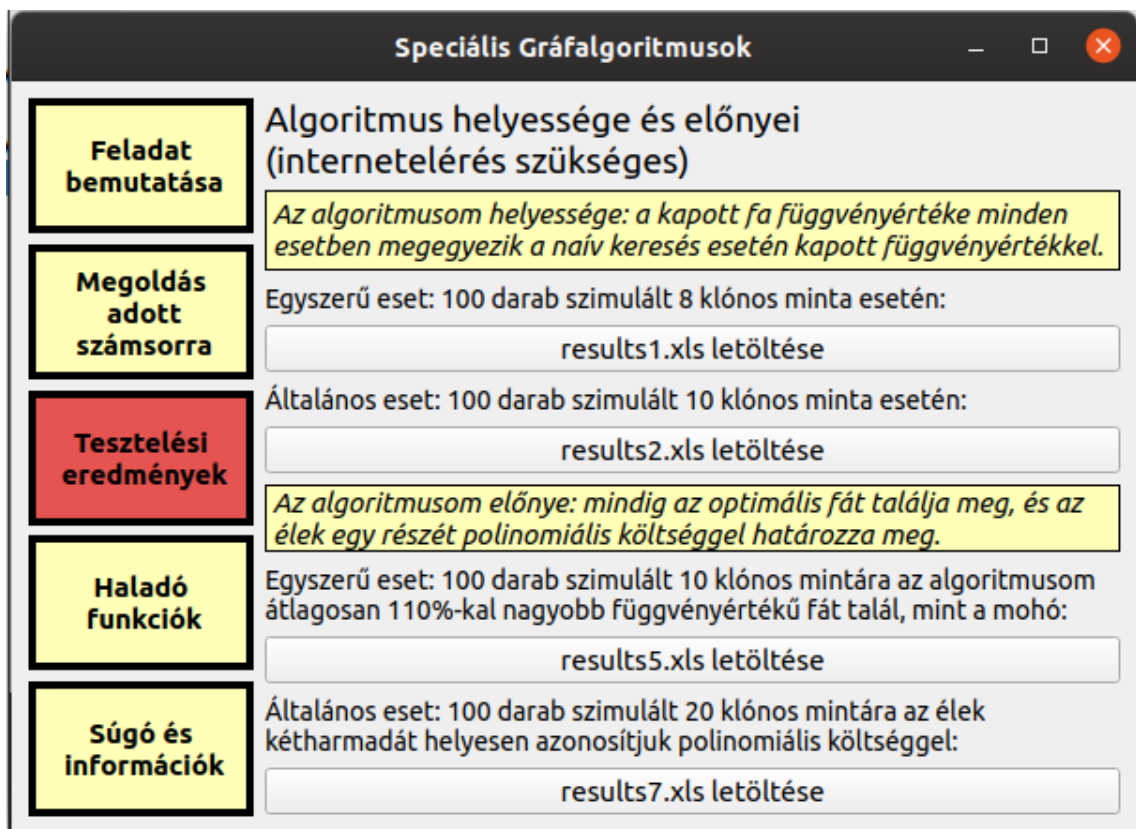 Speciális Gráfalgoritmusok
Feladat
bemutatása
Megoldás
adott
számsorra
Tesztelési
eredmények
Haladó
funkciók
Súgó és
információk
Algoritmus helyessége és előnyei
(internetelérés szükséges)
Az algoritmusom helyessége: a kapott fa függvényértéke minden
esetben megegyezik a naív keresés esetén kapott függvényértékkel.
Egyszerű eset: 100 darab szimulált 8 klónos minta esetén:
results1.xls letöltése
Általános eset: 100 darab szimulált 10 klónos minta esetén:
results2.xls letöltése
Az algoritmusom előnye: mindig az optimális fát találja meg, és az
élek egy részét polinomiális költséggel határozza meg.
Egyszerű eset: 100 darab szimulált 10 klónos mintára az algoritmusom
átlagosan 110%-kal nagyobb függvényértékű fát talál, mint a mohó:
results5.xls letöltése
Általános eset: 100 darab szimulált 20 klónos mintára az élek
kétharmadát helyesen azonosítjuk polinomiális költséggel:
results7.xls letöltése